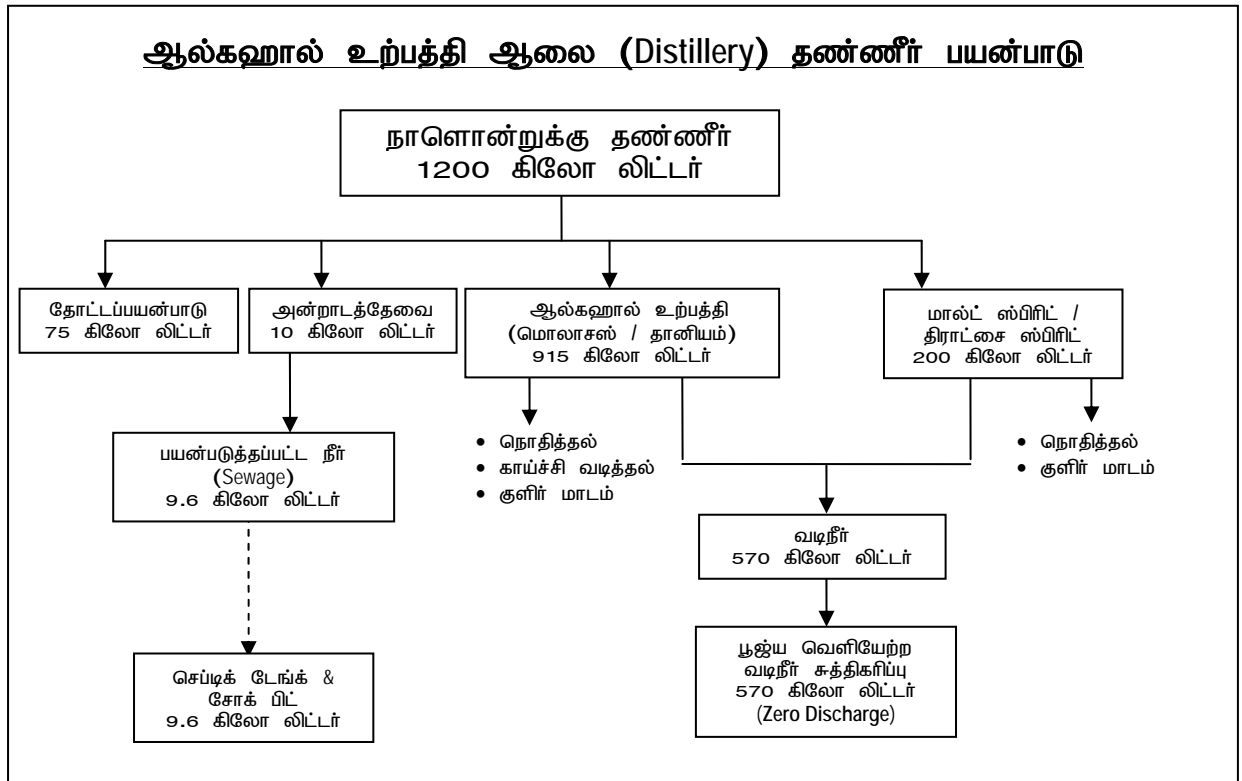 ஆல்கஹால் உற்பத்தி ஆலை (Distillery) தண்ணீர் பயன்பாடு
நாளொன்றுக்கு தண்ணீர்
1200 கிலோ லிட்டர்
தோட்டப்பயன்பாடு
75 கிலோ லிட்டர்
அன்றாடத்தேவை
10 கிலோ லிட்டர்
ஆல்கஹால் உற்பத்தி
(மொலாசஸ் / தானியம்)
915 கிலோ லிட்டர்
மால்ட் ஸ்பிரிட் /
திராட்சை ஸ்பிரிட்
200 கிலோ லிட்டர்
பயன்படுத்தப்பட்ட நீர்
(Sewage)
9.6 கிலோ லிட்டர்
• நொதித்தல்
• காய்ச்சி வடித்தல்
• குளிர் மாடம்
• நொதித்தல்
• குளிர் மாடம்
வடிநீர்
570 கிலோ லிட்டர்
செப்டிக் டேங்க் &
சோக் பிட்
9.6 கிலோ லிட்டர்
பூஜ்ய வெளியேற்ற
வடிநீர் சுத்திகரிப்பு
570 கிலோ லிட்டர்
(Zero Discharge)